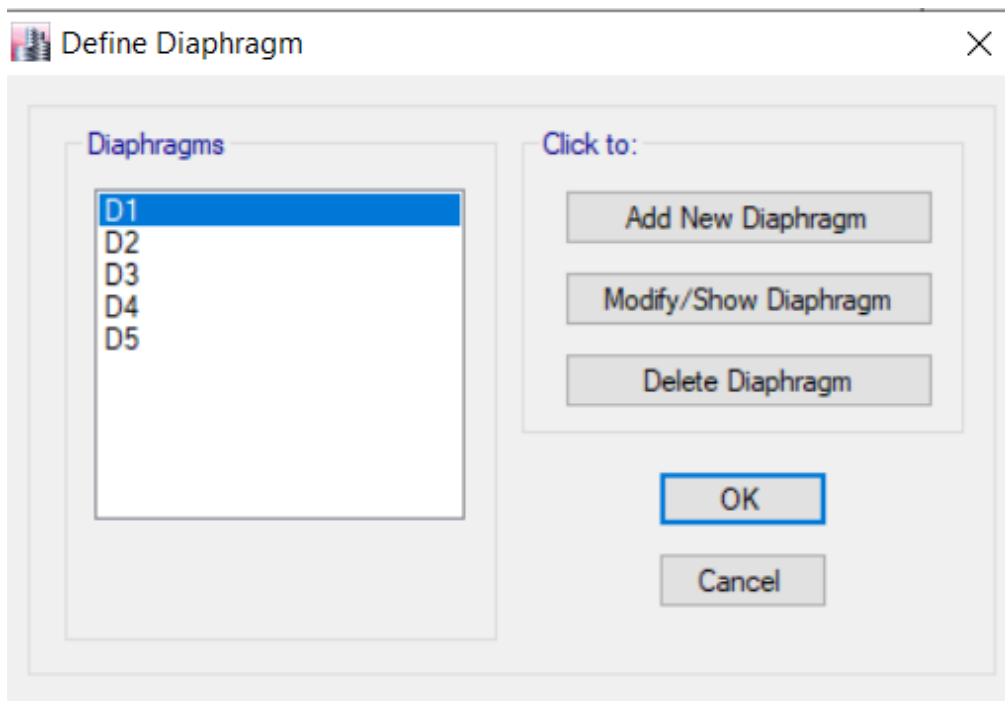 Define Diaphragm
Diaphragms
D1
D2
D3
D4
D5
Click to:
Add New Diaphragm
Modify/Show Diaphragm
Delete Diaphragm
OK
Cancel